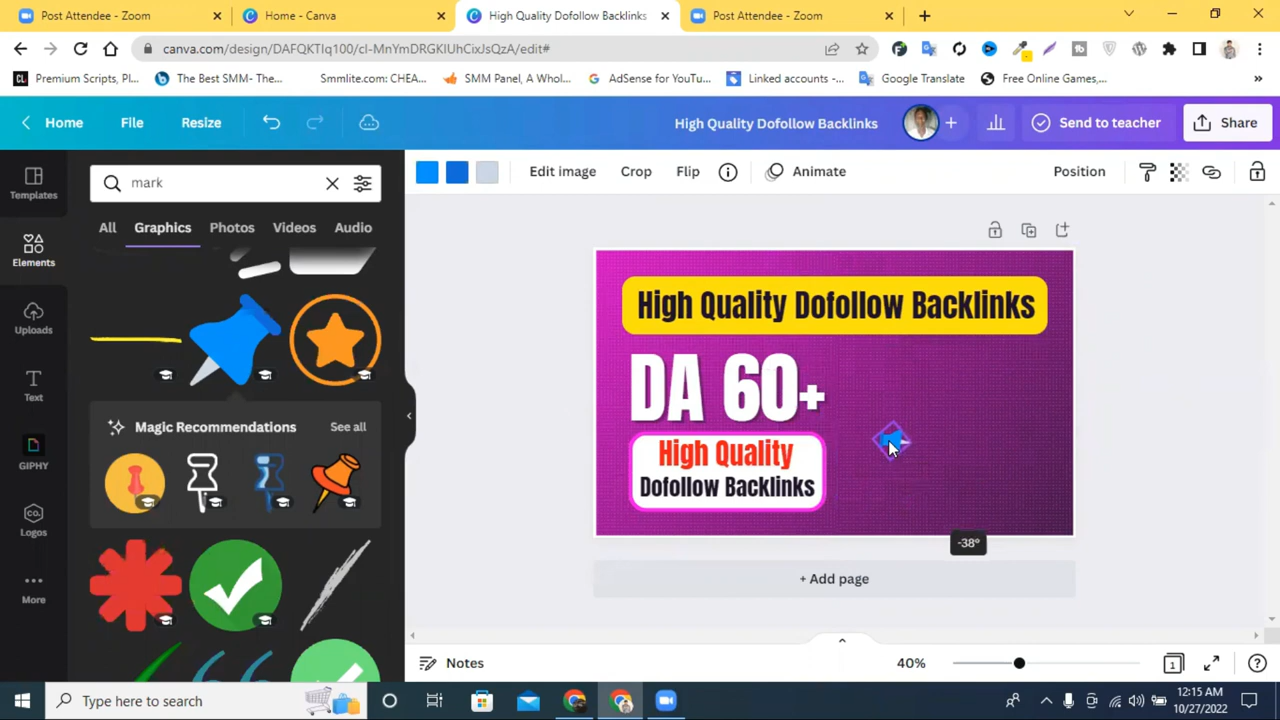 Post Attendee - Zoom
Home - Canva
High Quality Dofollow Backlinks
Post Attendee - Zoom
canva.com/design/DAFQKTIq100/cI-MnYmDRGKIUhCixJsQzA/edit#
Premium Scripts, Pl...
The Best SMM- The...
Smmlite.com: CHEA...
SMM Panel, A Whol...
AdSense for YouTu...
Linked accounts -...
Google Translate
Free Online Games,...
»
Home
File
Resize
High Quality Dofollow Backlinks
Send to teacher
Share
Templates
Elements
Uploads
Text
GIPHY
CO.
Logos
More
mark
All
Graphics
Photos
Videos
Audio
Magic Recommendations
See all
Edit image
Crop
Flip
Animate
Position
High Quality Dofollow Backlinks
DA 60+
High Quality
Dofollow Backlinks
-38°
+ Add page
Notes
40%
1
Type here to search
12:15 AM
10/27/2022